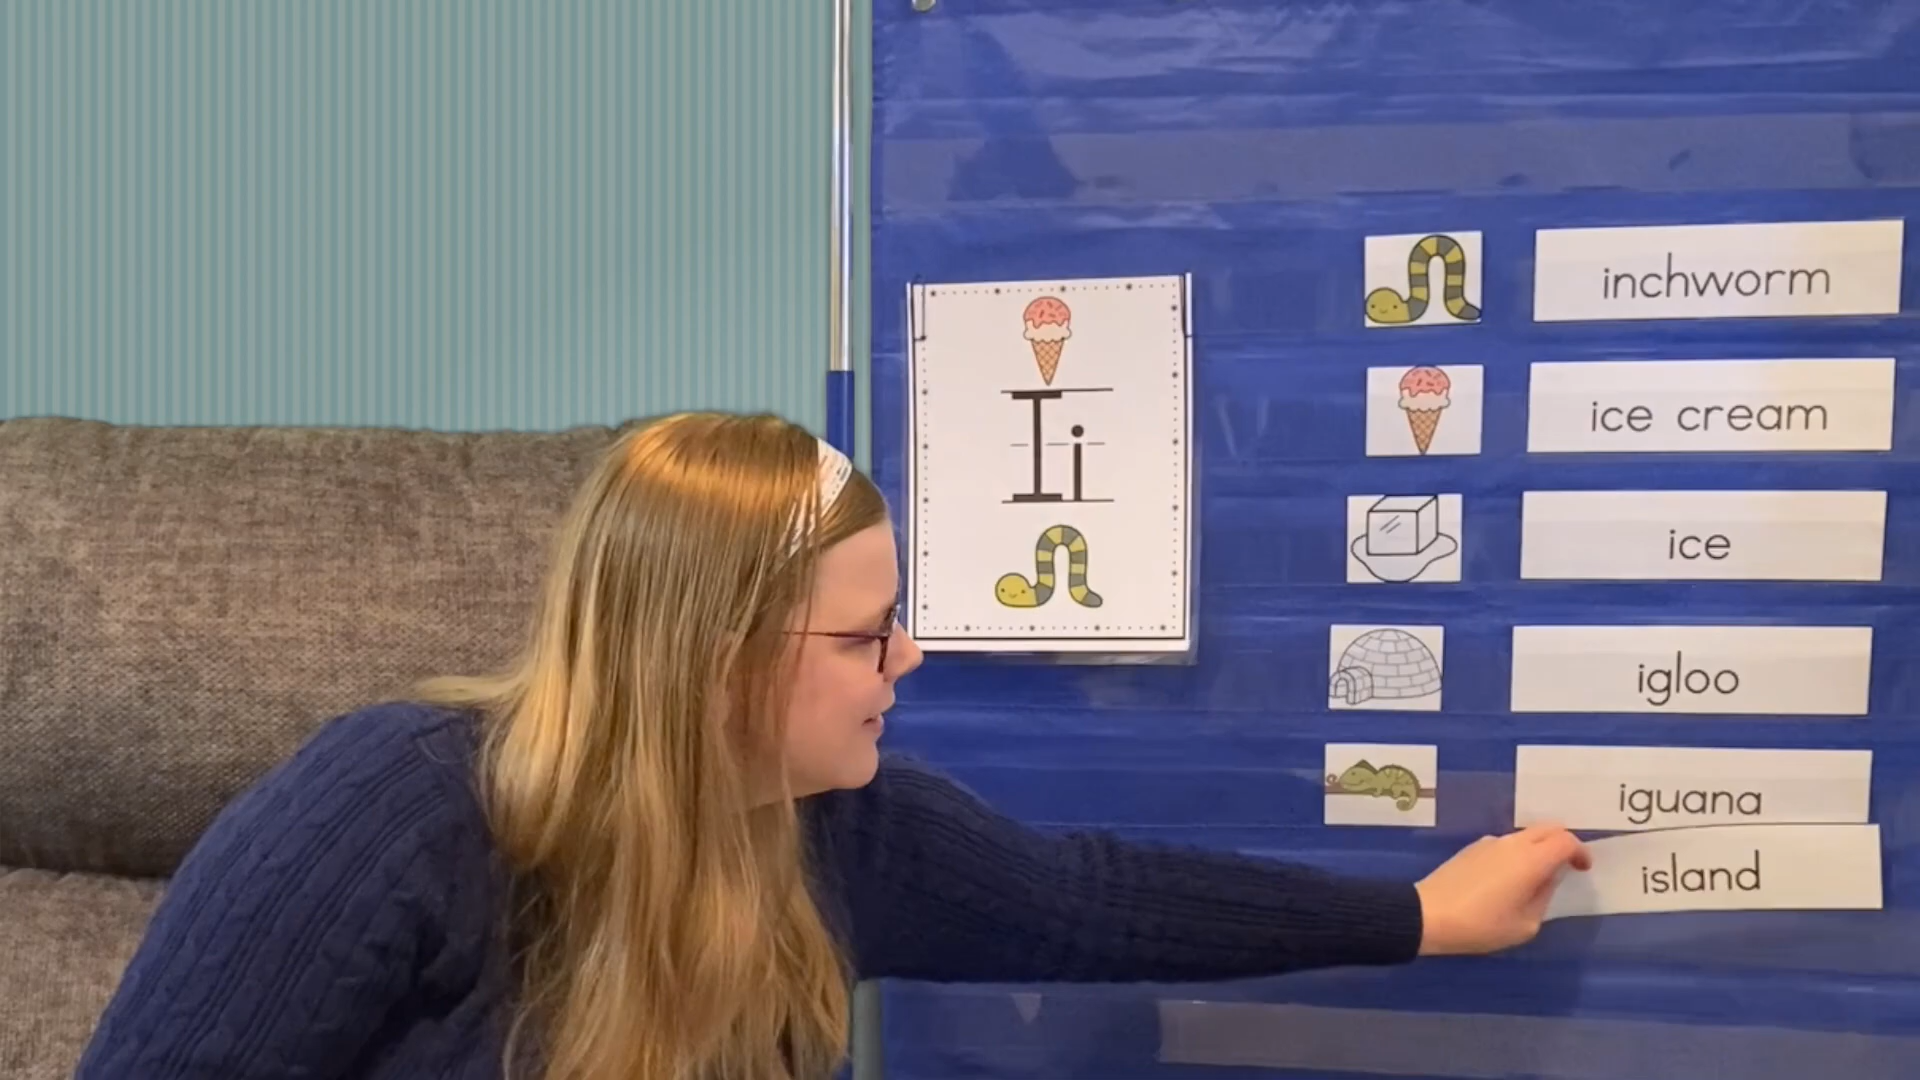 Ii
inchworm
ice cream
ice
igloo
iguana
island